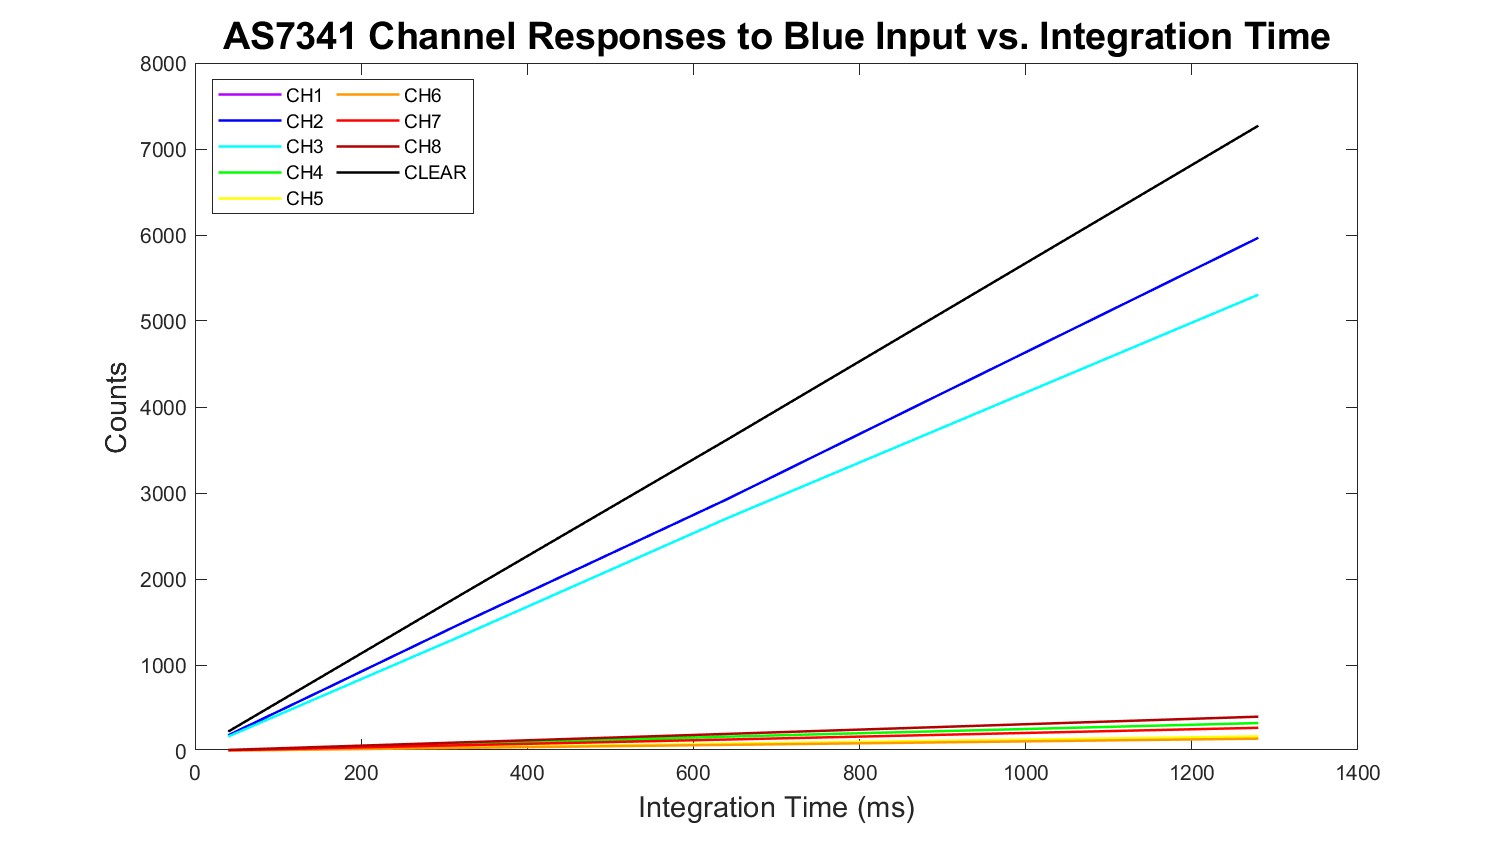 AS7341 Channel Responses to Blue Input vs. Integration Time
8000
7000
6000
5000
4000
3000
2000
1000
0
Counts
CH1
CH2
CH3
CH4
CH5
CH6
CH7
CH8
CLEAR
0 200 400 600 800 1000 1200 1400
Integration Time (ms)